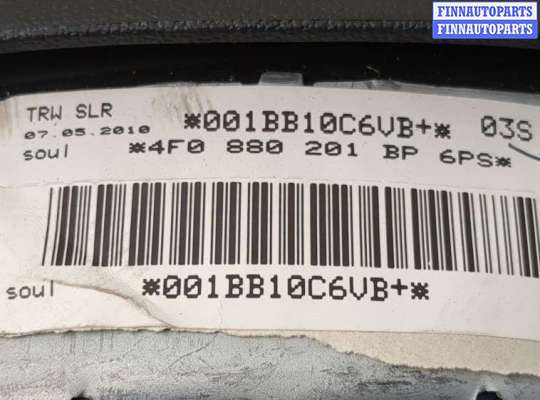 FINNAUTOPARTS
FINNAUTOPARTS
TRW SLR
07.05.2010
*001BB10C6VB+* 03S
soul *4F0 880 201 BP 6PS*
soul *001BB10C6VB+*